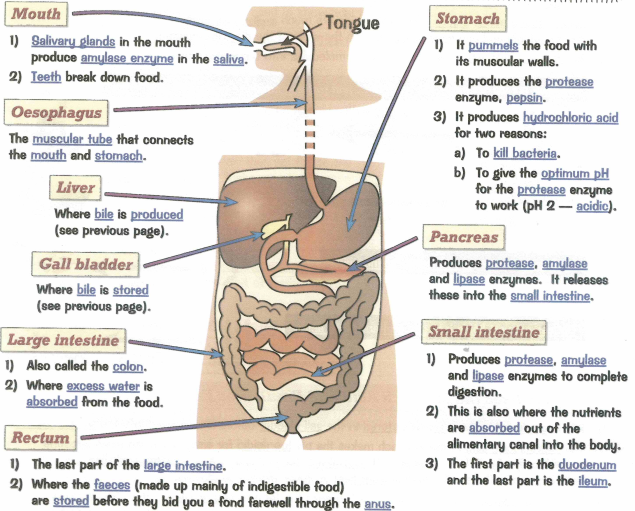 Mouth
1) Salivary glands in the mouth
produce amylase enzyme in the saliva.
2) Teeth break down food.
Tongue
Oesophagus
The muscular tube that connects
the mouth and stomach.
Liver
Where bile is produced
(see previous page).
Gall bladder
Where bile is stored
(see previous page).
Large intestine
1) Also called the colon.
2) Where excess water is
absorbed from the food.
Rectum
1) The last part of the large intestine.
2) Where the faeces (made up mainly of indigestible food)
are stored before they bid you a fond farewell through the anus.
Stomach
1) It pummels the food with
its muscular walls.
2) It produces the protease
enzyme, pepsin.
3) It produces hydrochloric acid
for two reasons:
a) To kill bacteria.
b) To give the optimum pH
for the protease enzyme
to work (pH 2 — acidic).
Pancreas
Produces protease, amylase
and lipase enzymes. It releases
these into the small intestine.
Small intestine
1) Produces protease, amylase
and lipase enzymes to complete
digestion.
2) This is also where the nutrients
are absorbed out of the
alimentary canal into the body.
3) The first part is the duodenum
and the last part is the ileum.